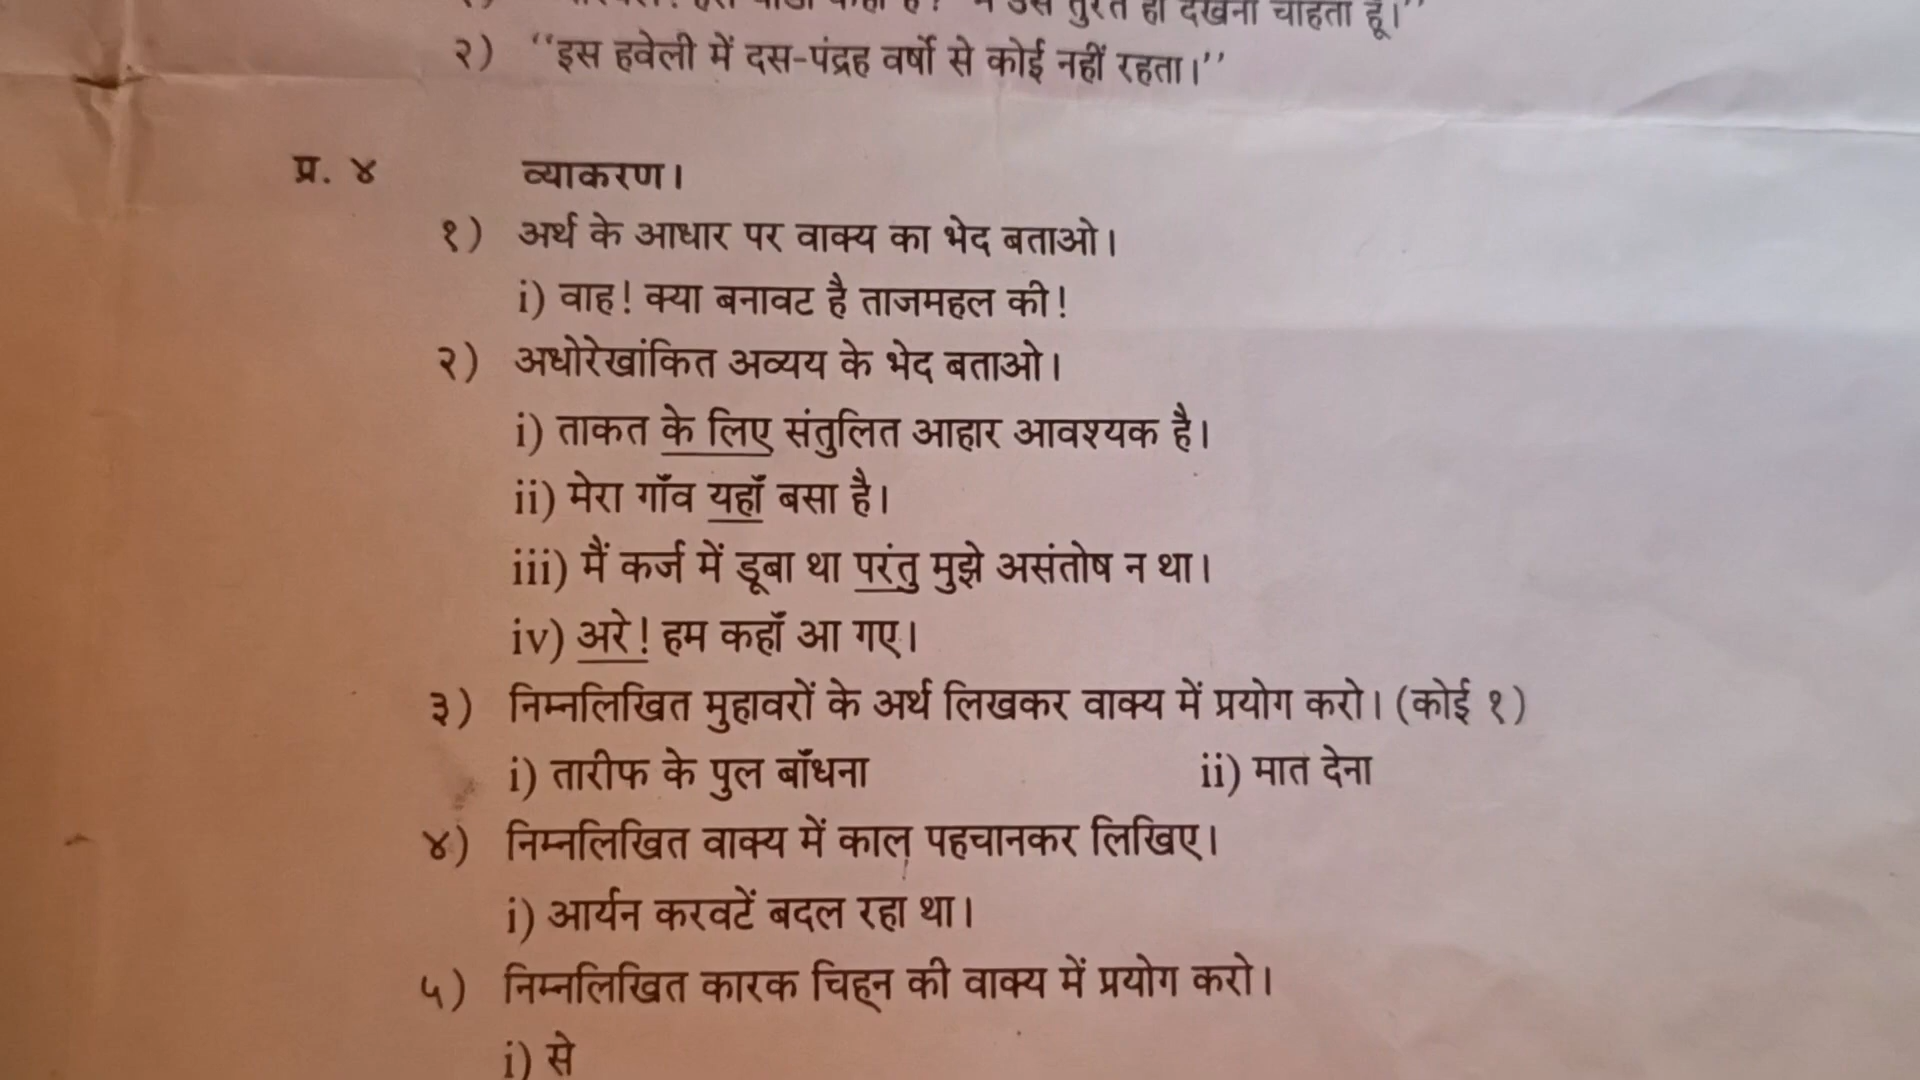 उसे तुरंत ही देखना चाहता हूँ।”
२) “इस हवेली में दस-पंद्रह वर्षों से कोई नहीं रहता।”
प्र. ४ व्याकरण।
१) अर्थ के आधार पर वाक्य का भेद बताओ।
i) वाह! क्या बनावट है ताजमहल की!
२) अधोरेखांकित अव्यय के भेद बताओ।
i) ताकत के लिए संतुलित आहार आवश्यक है।
ii) मेरा गाँव यहाँ बसा है।
iii) मैं कर्ज में डूबा था परंतु मुझे असंतोष न था।
iv) अरे! हम कहाँ आ गए।
३) निम्नलिखित मुहावरों के अर्थ लिखकर वाक्य में प्रयोग करो। (कोई १)
i) तारीफ के पुल बाँधना ii) मात देना
४) निम्नलिखित वाक्य में काल पहचानकर लिखिए।
i) आर्यन करवटें बदल रहा था।
५) निम्नलिखित कारक चिह्न की वाक्य में प्रयोग करो।
i) से